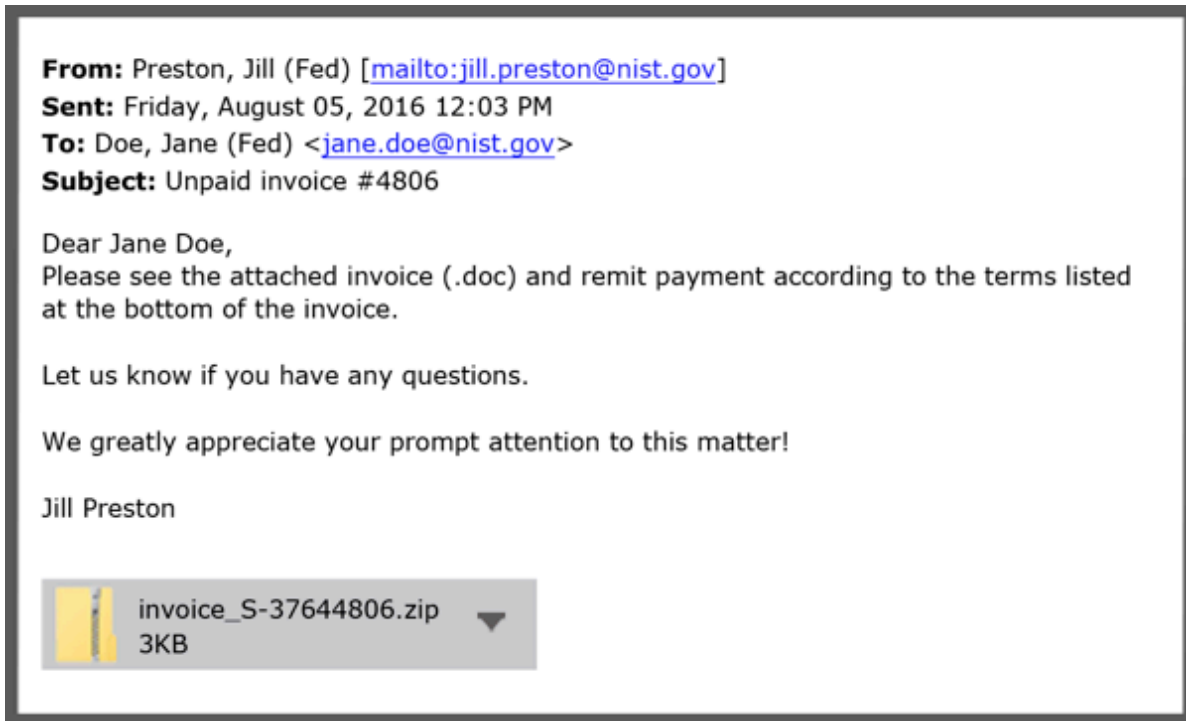 From: Preston, Jill (Fed) [mailto:jill.preston@nist.gov]
Sent: Friday, August 05, 2016 12:03 PM
To: Doe, Jane (Fed) <jane.doe@nist.gov>
Subject: Unpaid invoice #4806
Dear Jane Doe,
Please see the attached invoice (.doc) and remit payment according to the terms listed
at the bottom of the invoice.
Let us know if you have any questions.
We greatly appreciate your prompt attention to this matter!
Jill Preston
invoice_S-37644806.zip
3KB